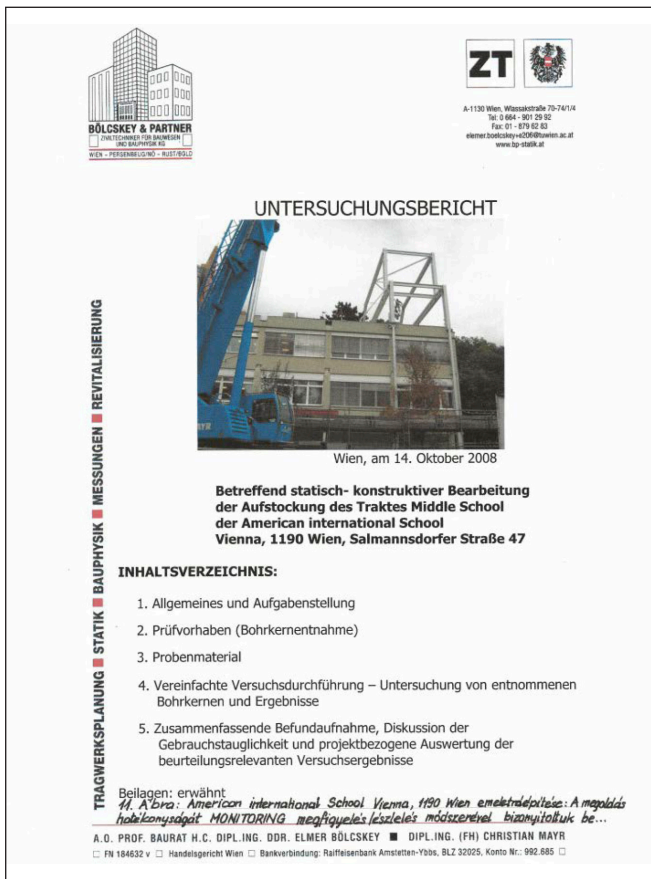 BÖLCSKEY & PARTNER
ZIVILTECHNIKER FÜR BAUWESEN
UND BAUPHYSIK KG
WIEN - PERSENBEUG/NÖ - RUST/BGLD
ZT
A-1130 Wien, Wlassakstraße 70-74/1/4
Tel: 0 664 - 901 29 92
Fax: 01 - 879 62 63
elemer.boelcskey+e206@tuwien.ac.at
www.bp-statik.at
UNTERSUCHUNGSBERICHT
Wien, am 14. Oktober 2008
Betreffend statisch- konstruktiver Bearbeitung
der Aufstockung des Traktes Middle School
der American international School
Vienna, 1190 Wien, Salmannsdorfer Straße 47
INHALTSVERZEICHNIS:
1. Allgemeines und Aufgabenstellung
2. Prüfvorhaben (Bohrkernentnahme)
3. Probenmaterial
4. Vereinfachte Versuchsdurchführung – Untersuchung von entnommenen
Bohrkernen und Ergebnisse
5. Zusammenfassende Befundaufnahme, Diskussion der
Gebrauchstauglichkeit und projektbezogene Auswertung der
beurteilungsrelevanten Versuchsergebnisse
TRAGWERKSPLANUNG ■ STATIK ■ BAUPHYSIK ■ MESSUNGEN ■ REVITALISIERUNG
Beilagen: erwähnt
11. Ábra: American international School Vienna, 1190 Wien emeletráépítése: A megoldás
hatékonyságát MONITORING megfigyelés/észlelés módszerével bizonyítottuk be...
A.O. PROF. BAURAT H.C. DIPL.ING. DDR. ELMER BÖLCSKEY ■ DIPL.ING. (FH) CHRISTIAN MAYR
□ FN 184632 v □ Handelsgericht Wien □ Bankverbindung: Raiffeisenbank Amstetten-Ybbs, BLZ 32025, Konto Nr.: 992.685 □